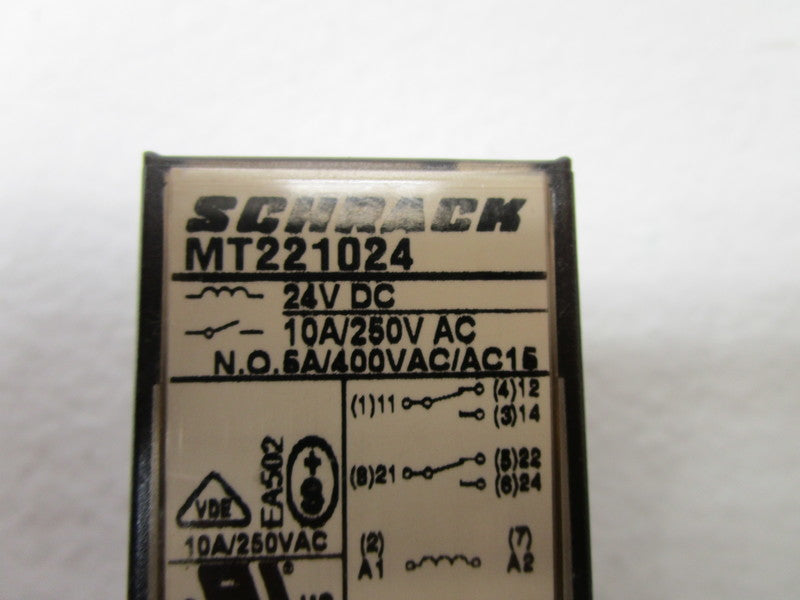 SCHRACK
MT221024
24V DC
10A/250V AC
N.O.5A/400VAC/AC15
(1)11 (4)12
(3)14
(8)21 (5)22
(6)24
EA502
VDE
+
S
10A/250VAC
(2) (7)
A1 A2
®